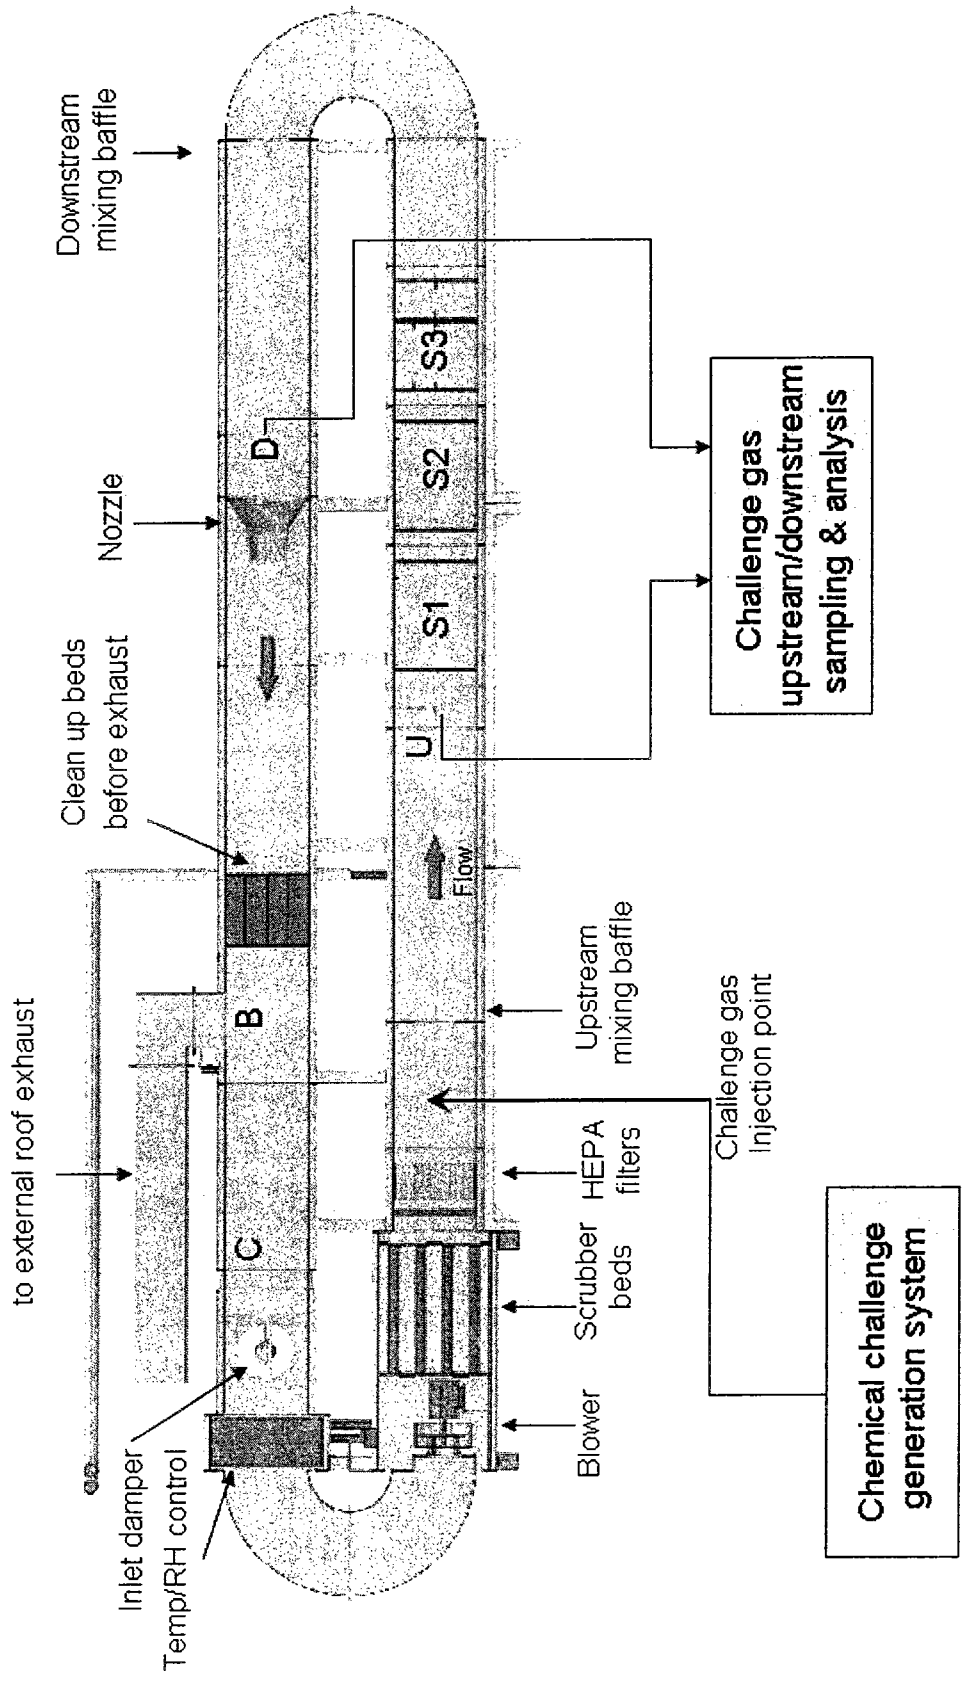 to external roof exhaust
Clean up beds
before exhaust
Nozzle
Downstream
mixing baffle
Inlet damper
Temp/RH control
C
B
D
U
Flow
S1
S2
S3
Blower
Scrubber
beds
HEPA
filters
Upstream
mixing baffle
Challenge gas
Injection point
Chemical challenge
generation system
Challenge gas
upstream/downstream
sampling & analysis